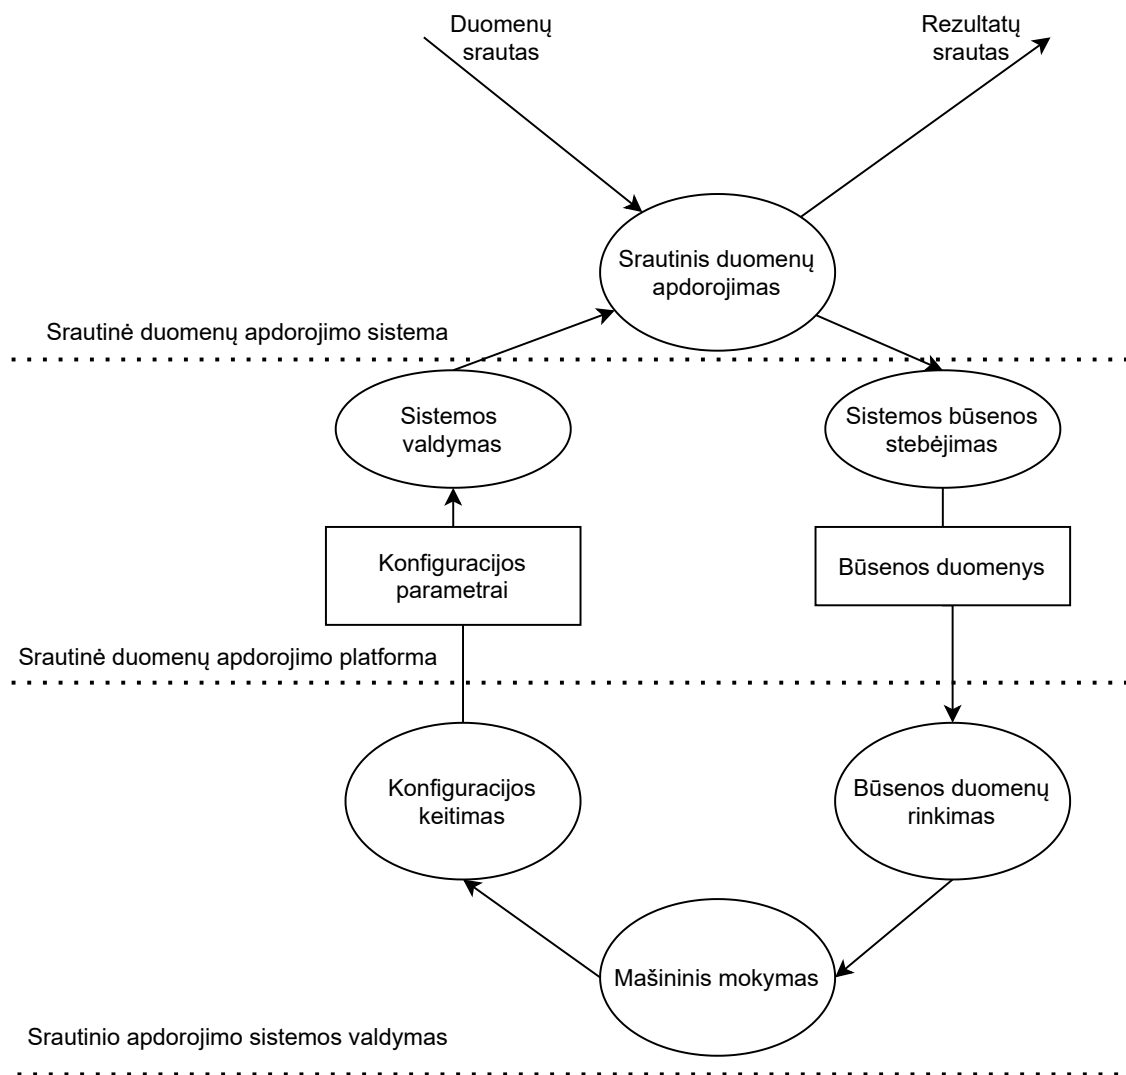 Duomenų
srautas
Rezultatų
srautas
Srautinis duomenų
apdorojimas
Srautinė duomenų apdorojimo sistema
Sistemos
valdymas
Sistemos būsenos
stebėjimas
Konfiguracijos
parametrai
Būsenos duomenys
Srautinė duomenų apdorojimo platforma
Konfiguracijos
keitimas
Būsenos duomenų
rinkimas
Mašininis mokymas
Srautinio apdorojimo sistemos valdymas